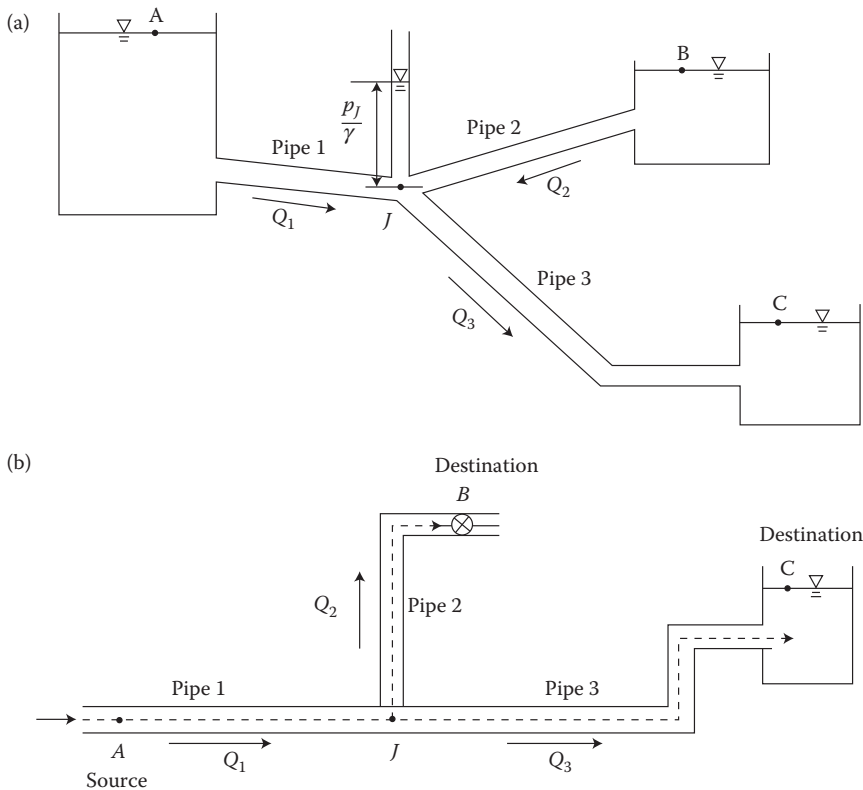 (a)
A
B
p_J
γ
Pipe 2
Pipe 1
Q_2
Q_1
J
Pipe 3
C
Q_3
(b)
Destination
B
Destination
C
Q_2
Pipe 2
Pipe 1
Pipe 3
A
Q_1
J
Q_3
Source